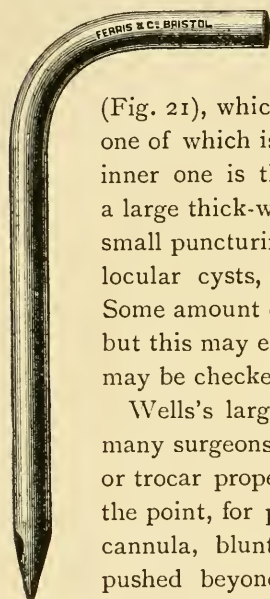 FERRIS & Co BRISTOL
(Fig. 21), whic
one of which is
inner one is th
a large thick-w
small puncturin
locular cysts,
Some amount
but this may e
may be checke
Wells's larg
many surgeons
or trocar prope
the point, for p
cannula, blunt
pushed beyon